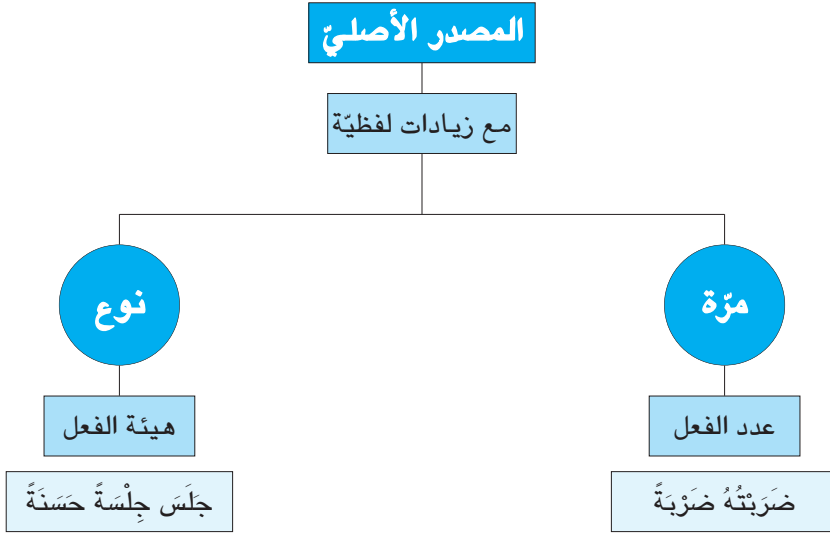 المصدر الأصليّ
مع زيادات لفظيّة
مرّة
نوع
عدد الفعل
هيئة الفعل
ضَرَبْتُهُ ضَرْبَةً
جَلَسَ جِلْسَةً حَسَنَةً